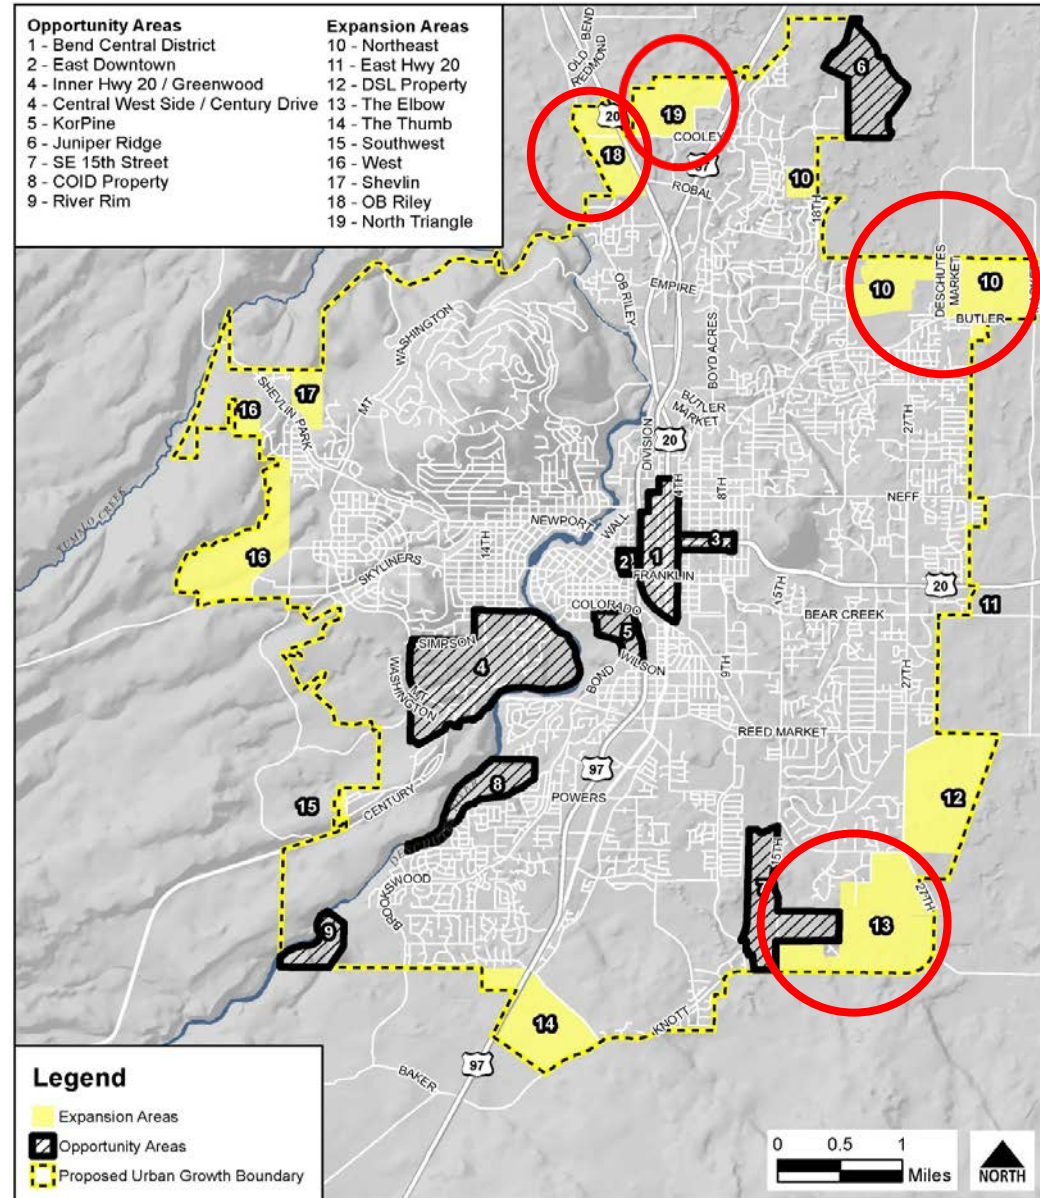 Opportunity Areas
1 - Bend Central District
2 - East Downtown
4 - Inner Hwy 20 / Greenwood
4 - Central West Side / Century Drive
5 - KorPine
6 - Juniper Ridge
7 - SE 15th Street
8 - COID Property
9 - River Rim
Expansion Areas
10 - Northeast
11 - East Hwy 20
12 - DSL Property
13 - The Elbow
14 - The Thumb
15 - Southwest
16 - West
17 - Shevlin
18 - OB Riley
19 - North Triangle
OLD BEND
REDMOND
6
20
19
COOLEY
18
97
ROBAL
10
18TH
OB RILEY
EMPIRE
10
DESCHUTES
MARKET
10
BUTLER
WASHINGTON
MT
BOYD ACRES
SHEVLIN PARK
17
16
BUTLER
MARKET
DIVISION
20
27TH
TUMALO CREEK
4TH
8TH
NEFF
NEWPORT
WALL
14TH
16
SKYLINERS
1
3
2
FRANKLIN
15TH
20
11
COLORADO
BEAR CREEK
5
SIMPSON
4
WILSON
BOND
9TH
27TH
MT
WASHINGTON
REED MARKET
97
8
POWERS
12
15
CENTURY
15TH
7
BROOKSWOOD
27TH
13
9
14
KNOTT
97
BAKER
Legend
Expansion Areas
Opportunity Areas
Proposed Urban Growth Boundary
0 0.5 1
Miles
NORTH